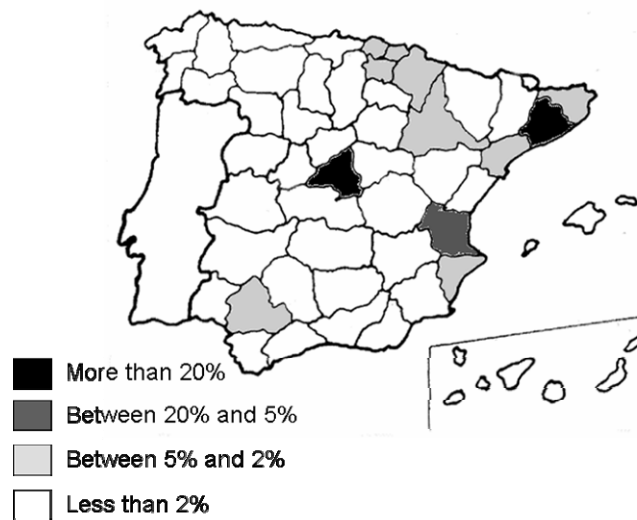 More than 20%
Between 20% and 5%
Between 5% and 2%
Less than 2%